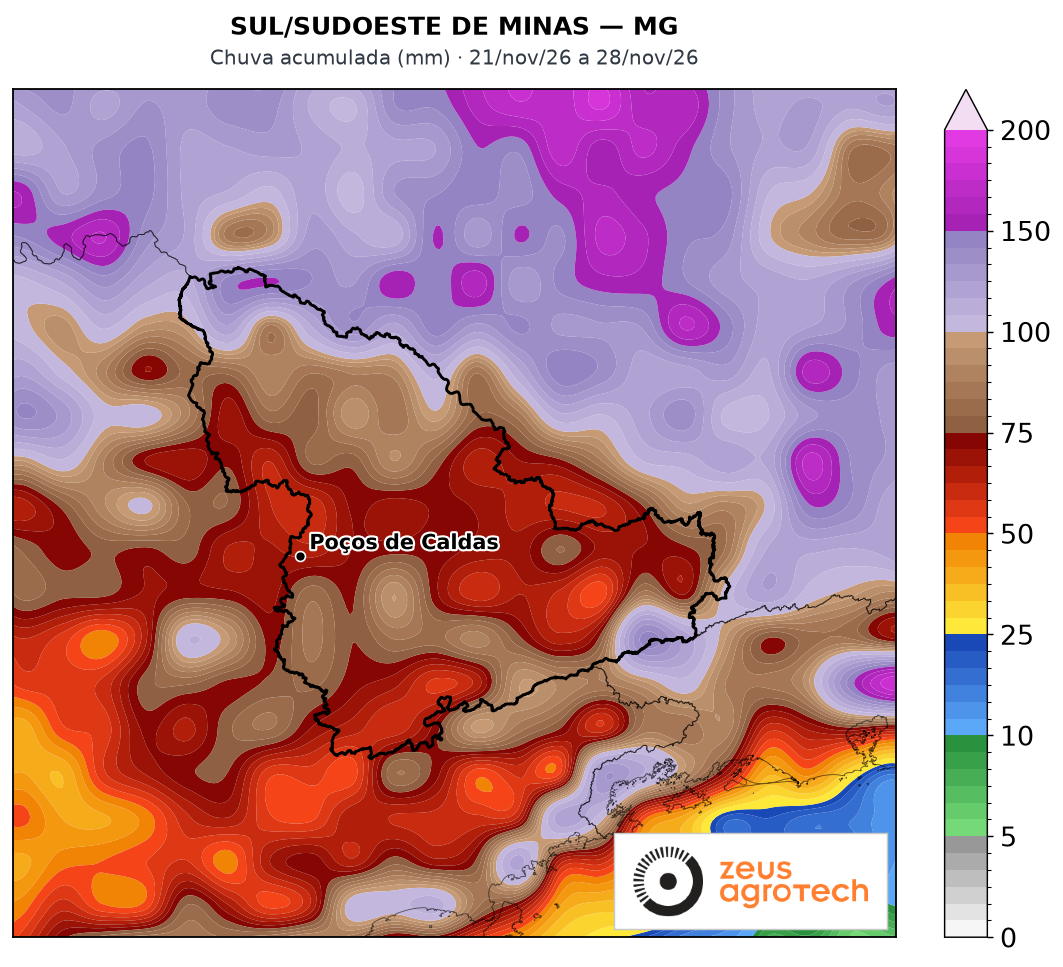 SUL/SUDOESTE DE MINAS — MG
Chuva acumulada (mm) · 21/nov/26 a 28/nov/26
200
150
100
75
50
25
10
5
0
Poços de Caldas
zeus
agrotech